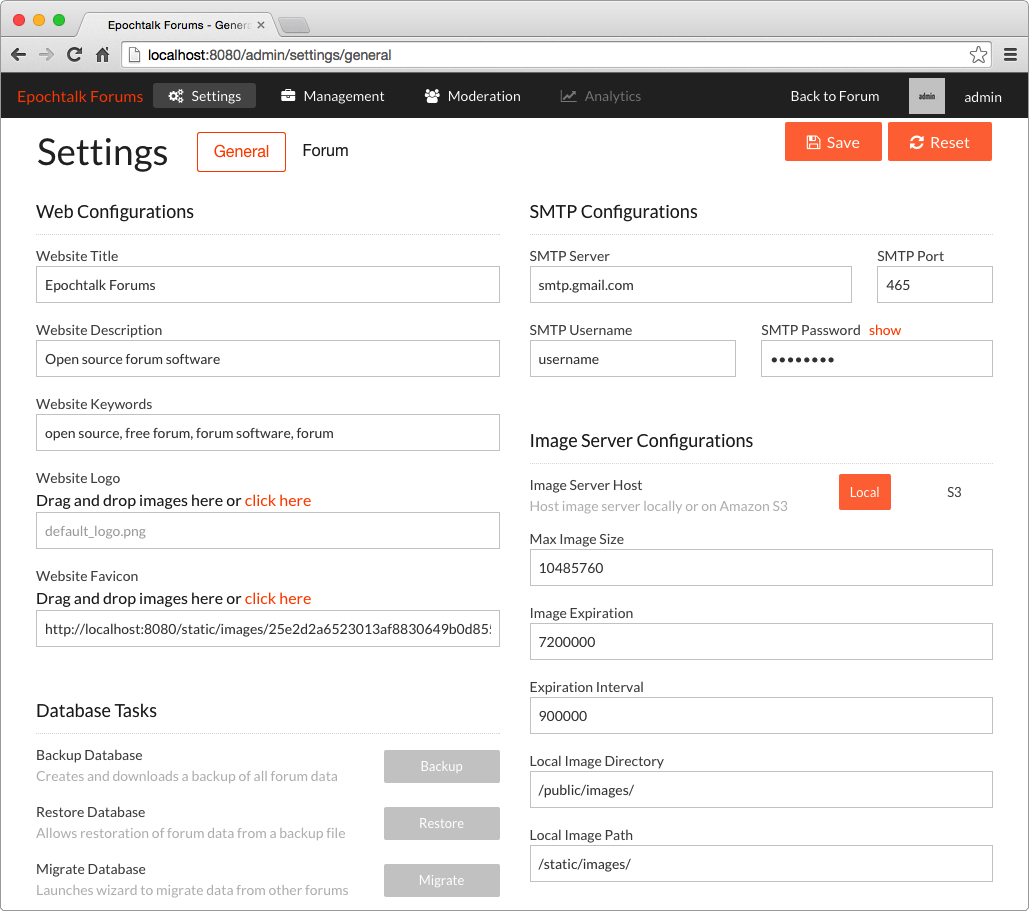 Epochtalk Forums - Gener
localhost:8080/admin/settings/general
Epochtalk Forums Settings Management Moderation Analytics Back to Forum admin admin
Settings General Forum Save Reset
Web Configurations
Website Title
Epochtalk Forums
Website Description
Open source forum software
Website Keywords
open source, free forum, forum software, forum
Website Logo
Drag and drop images here or click here
default_logo.png
Website Favicon
Drag and drop images here or click here
http://localhost:8080/static/images/25e2d2a6523013af8830649b0d855
Database Tasks
Backup Database
Creates and downloads a backup of all forum data
Backup
Restore Database
Allows restoration of forum data from a backup file
Restore
Migrate Database
Launches wizard to migrate data from other forums
Migrate
SMTP Configurations
SMTP Server
smtp.gmail.com
SMTP Port
465
SMTP Username
username
SMTP Password show
••••••••
Image Server Configurations
Image Server Host
Host image server locally or on Amazon S3
Local S3
Max Image Size
10485760
Image Expiration
7200000
Expiration Interval
900000
Local Image Directory
/public/images/
Local Image Path
/static/images/